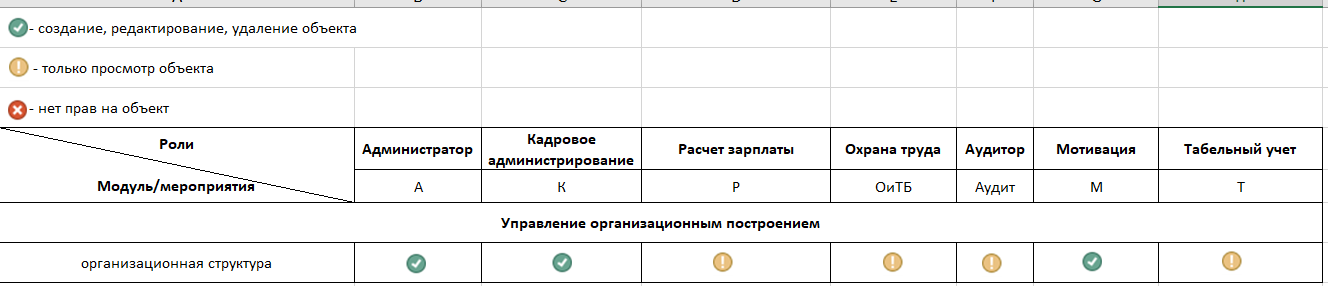 - создание, редактирование, удаление объекта
- только просмотр объекта
- нет прав на объект
Роли
Модуль/мероприятия
Администратор
Кадровое
администрирование
Расчет зарплаты
Охрана труда
Аудитор
Мотивация
Табельный учет
А
К
Р
ОиТБ
Аудит
М
Т
Управление организационным построением
организационная структура